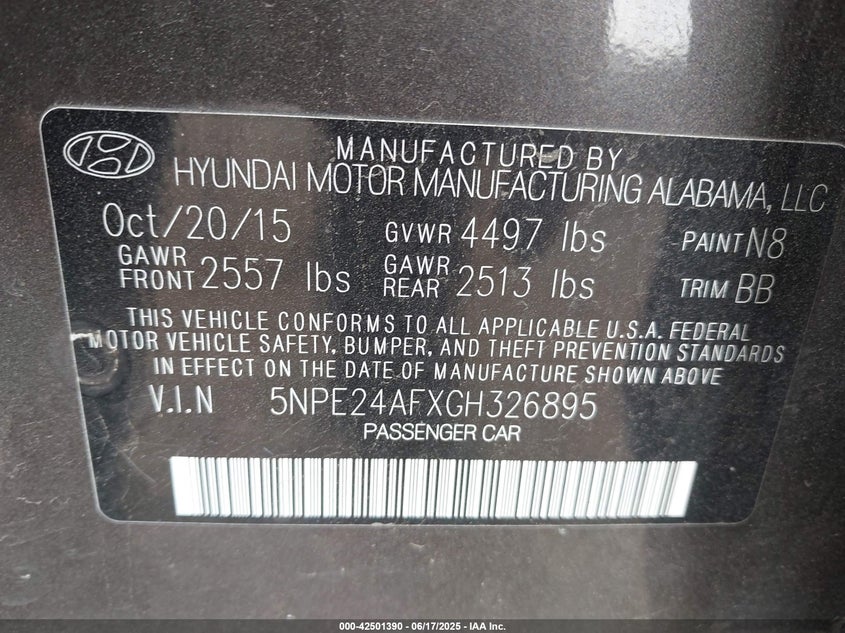 MANUFACTURED BY
HYUNDAI MOTOR MANUFACTURING ALABAMA, LLC
Oct/20/15 GVWR 4497 lbs PAINT N8
GAWR FRONT 2557 lbs GAWR REAR 2513 lbs TRIM BB
THIS VEHICLE CONFORMS TO ALL APPLICABLE U.S.A. FEDERAL
MOTOR VEHICLE SAFETY, BUMPER, AND THEFT PREVENTION STANDARDS
IN EFFECT ON THE DATE OF MANUFACTURE SHOWN ABOVE
V.I.N 5NPE24AFXGH326895
PASSENGER CAR
000-42501390 - 06/17/2025 - IAA Inc.